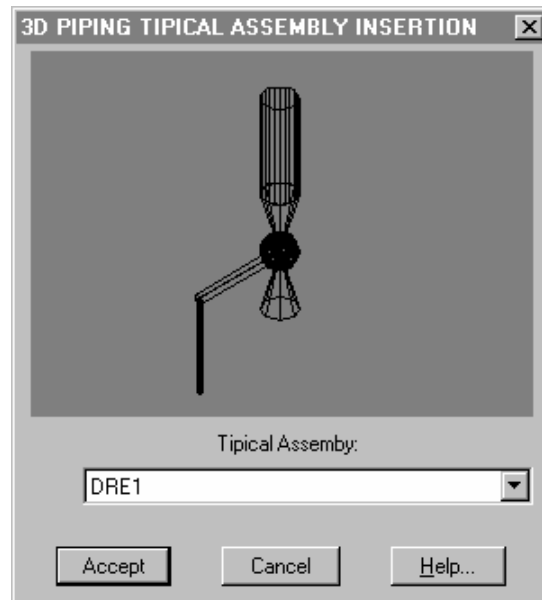 3D PIPING TIPICAL ASSEMBLY INSERTION
Tipical Assemby:
DRE1
Accept
Cancel
Help...